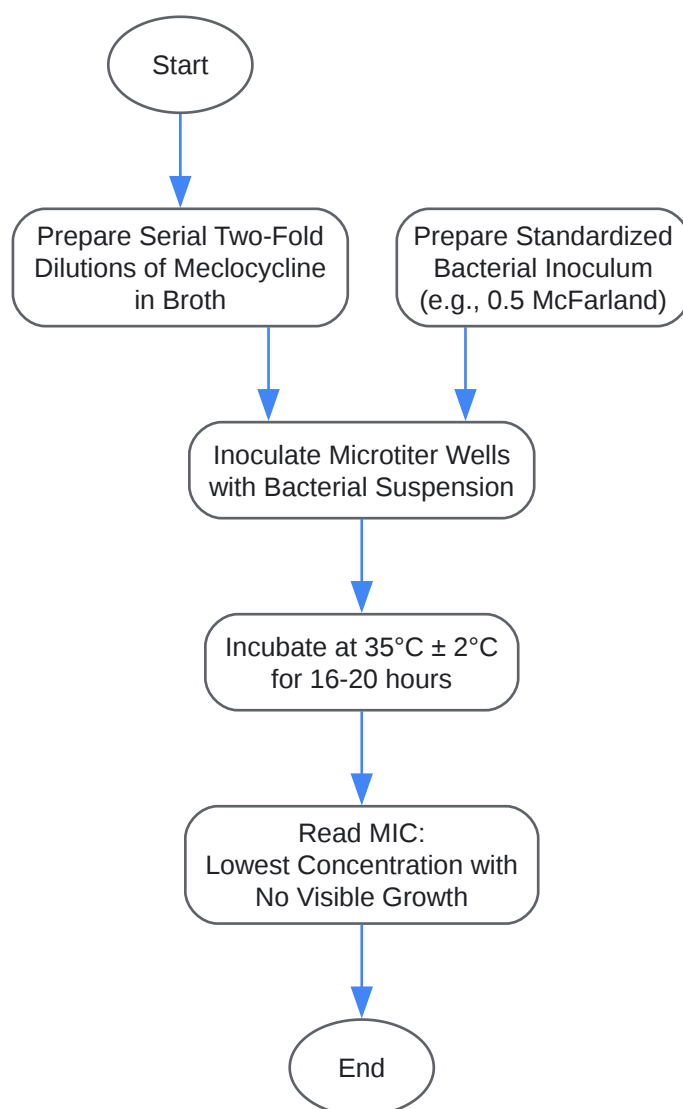 Start
Prepare Serial Two-Fold
Dilutions of Meclocycline
in Broth
Prepare Standardized
Bacterial Inoculum
(e.g., 0.5 McFarland)
Inoculate Microtiter Wells
with Bacterial Suspension
Incubate at 35°C ± 2°C
for 16-20 hours
Read MIC:
Lowest Concentration with
No Visible Growth
End